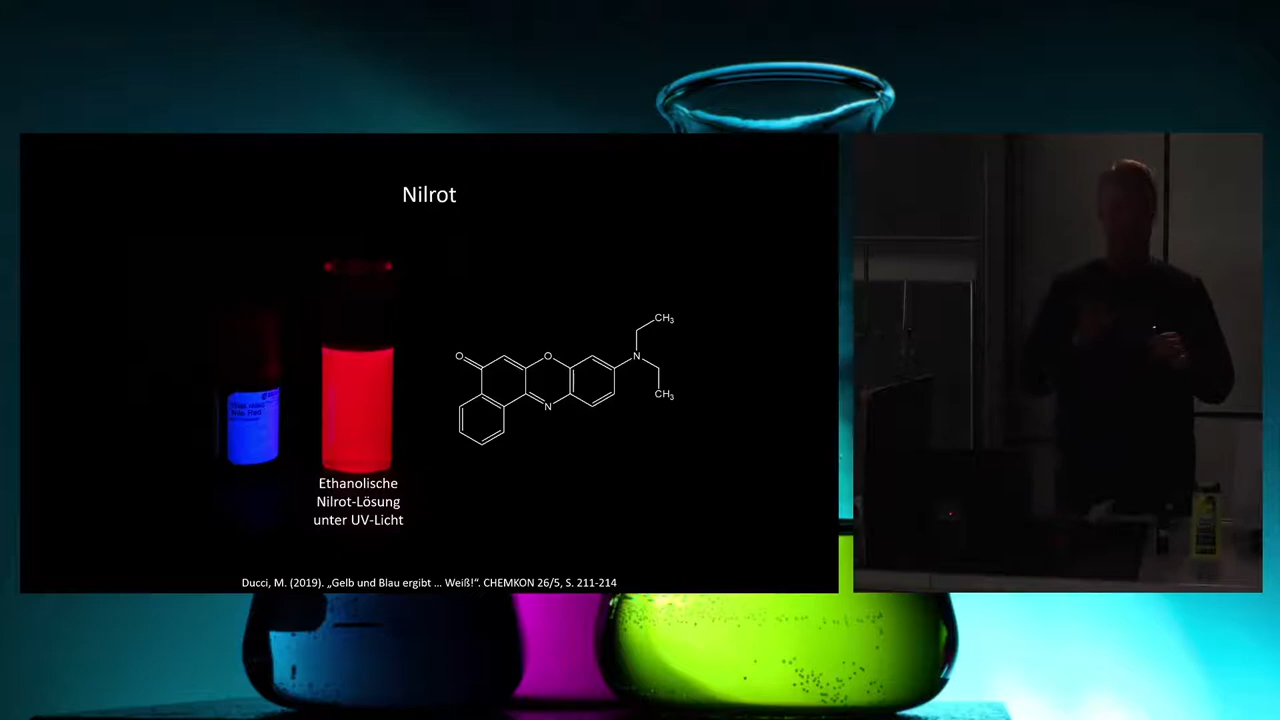 Nilrot
O
O
N
N
CH₃
CH₃
Ethanolische
Nilrot-Lösung
unter UV-Licht
Ducci, M. (2019). „Gelb und Blau ergibt … Weiß!“. CHEMKON 26/5, S. 211-214